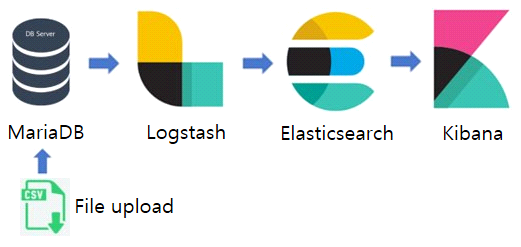 DB Server
MariaDB
Logstash
Elasticsearch
Kibana
CSV
File upload